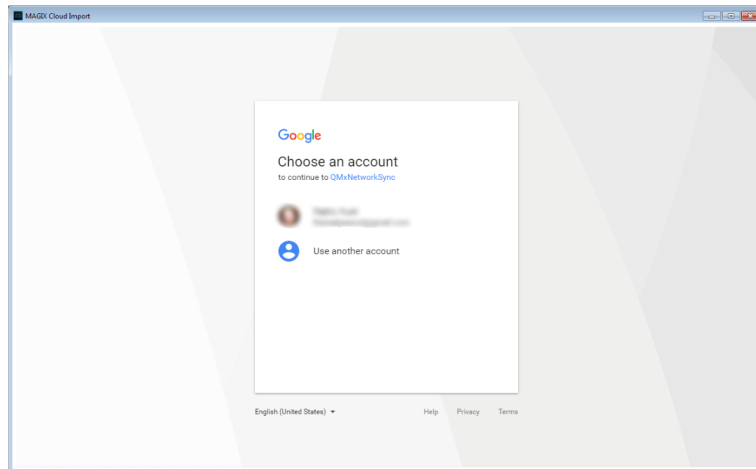 MAGIX Cloud Import
Google
Choose an account
to continue to QMxNetworkSync
Use another account
English (United States)
Help Privacy Terms